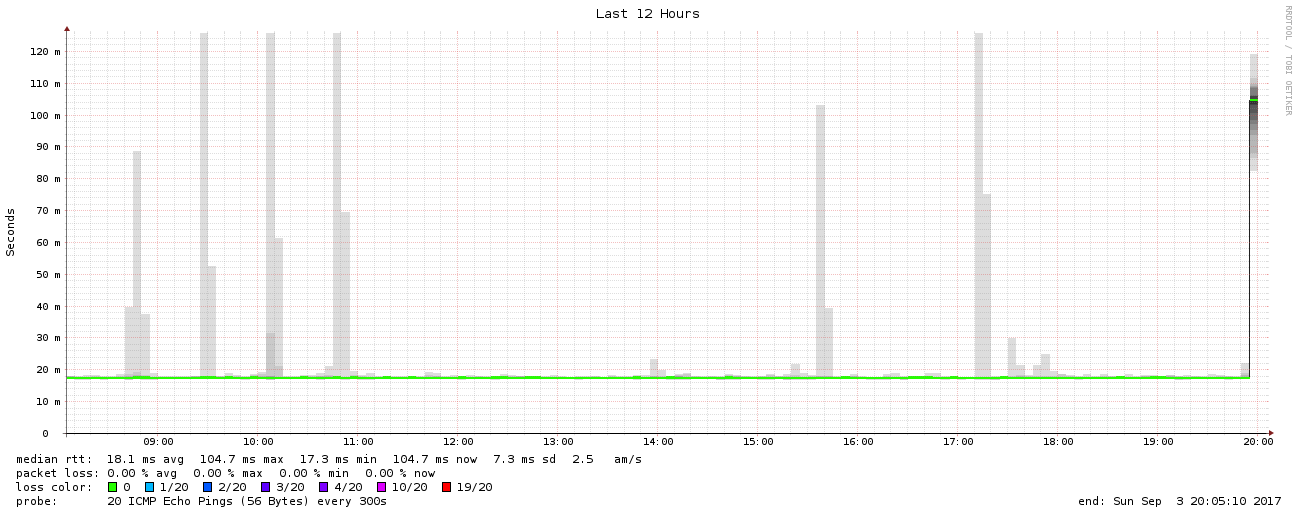 Last 12 Hours
RRDTOOL / TOBI OETIKER
Seconds
120 m
110 m
100 m
90 m
80 m
70 m
60 m
50 m
40 m
30 m
20 m
10 m
0
09:00 10:00 11:00 12:00 13:00 14:00 15:00 16:00 17:00 18:00 19:00 20:00
median rtt: 18.1 ms avg 104.7 ms max 17.3 ms min 104.7 ms now 7.3 ms sd 2.5 am/s
packet loss: 0.00 % avg 0.00 % max 0.00 % min 0.00 % now
loss color: 0 1/20 2/20 3/20 4/20 10/20 19/20
probe: 20 ICMP Echo Pings (56 Bytes) every 300s end: Sun Sep 3 20:05:10 2017